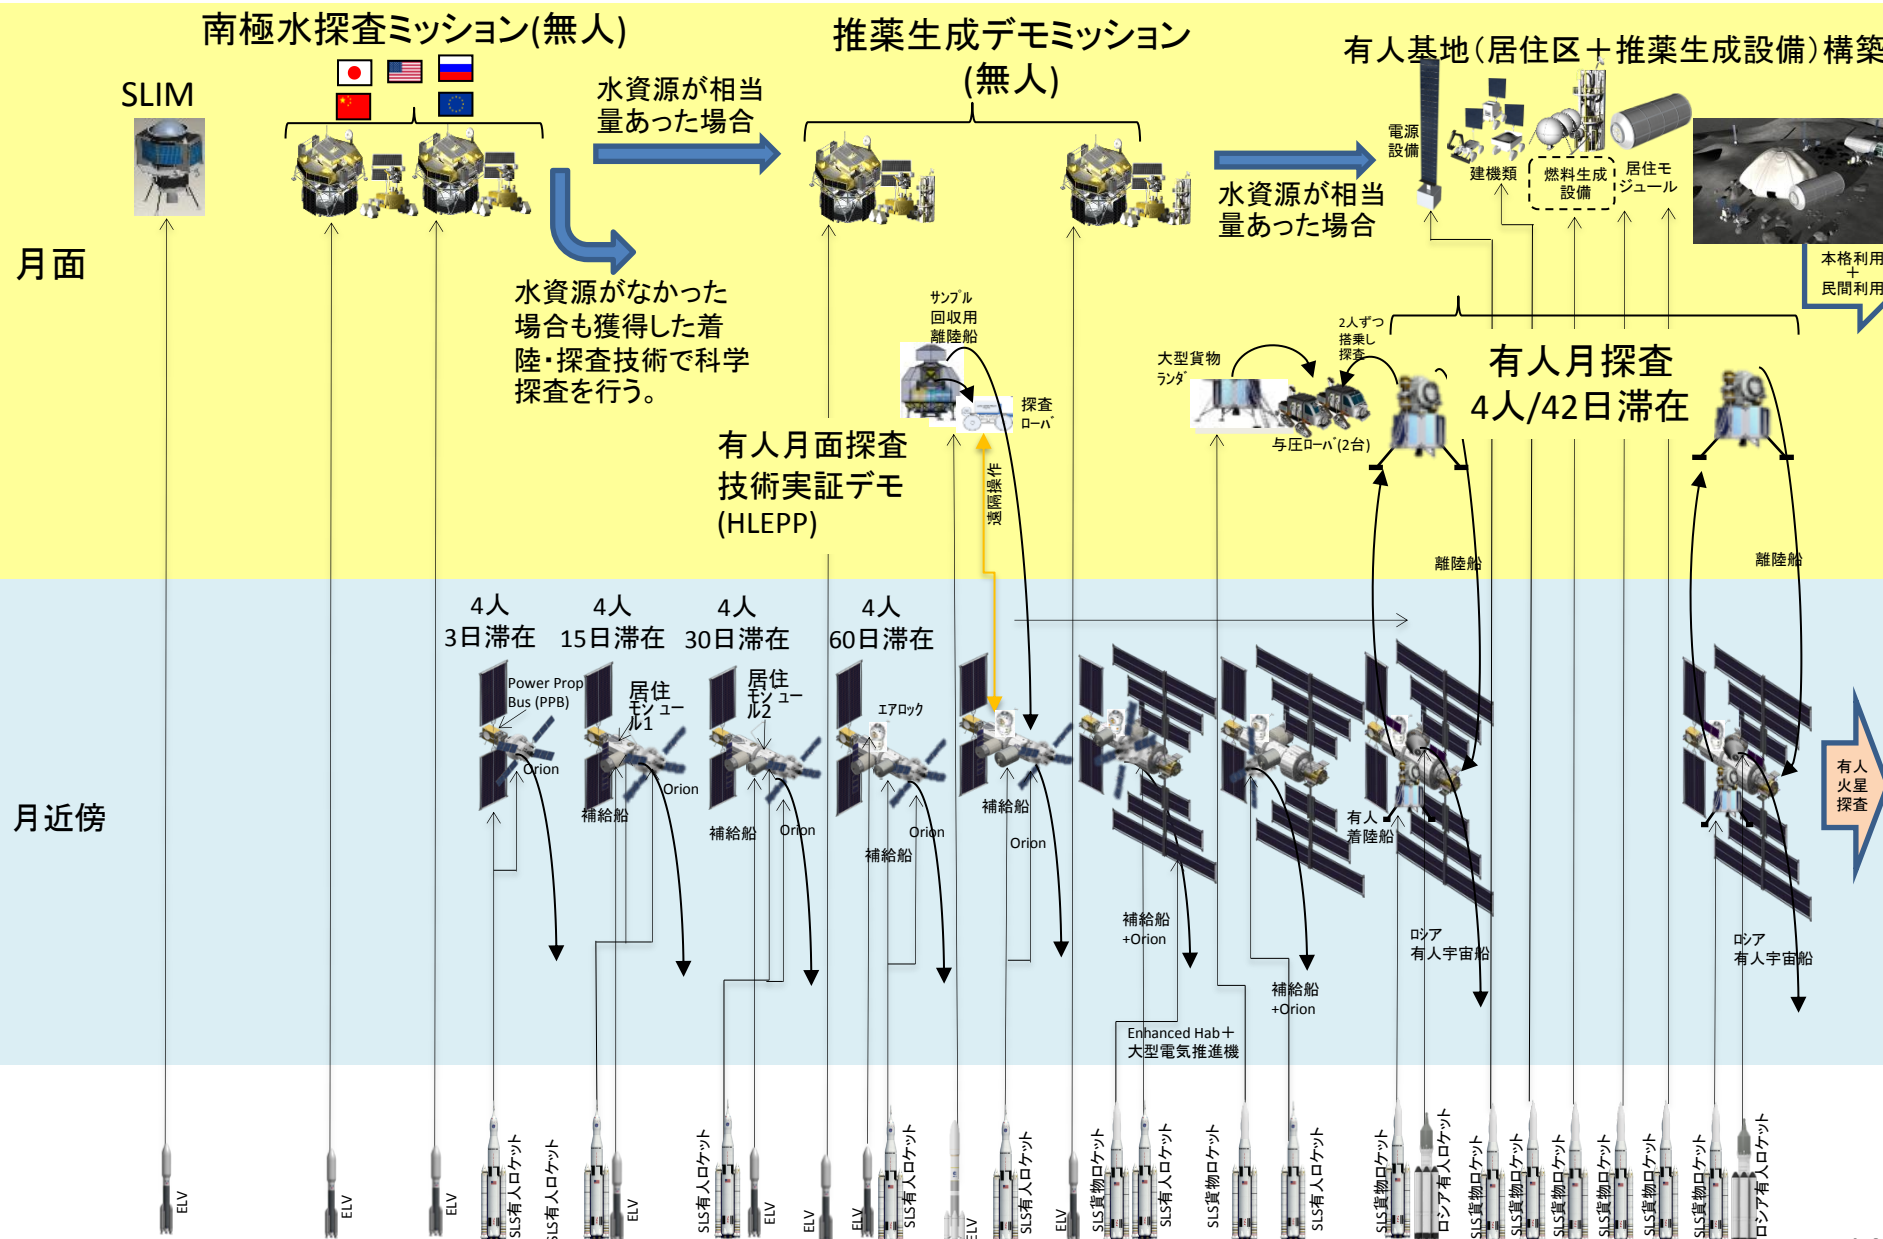 南極水探査ミッション(無人)
推薬生成デモミッション
(無人)
有人基地(居住区＋推薬生成設備)構築
SLIM
水資源が相当
量あった場合
水資源が相当
量あった場合
電源
設備
建機類
燃料生成
設備
居住モ
ジュール
月面
水資源がなかった
場合も獲得した着
陸・探査技術で科学
探査を行う。
本格利用
＋
民間利用
サンプル
回収用
離陸船
探査
ローバ
遠隔操作
大型貨物
ランダ
2人ずつ
搭乗し
探査
与圧ローバ(2台)
有人月探査
4人/42日滞在
有人月面探査
技術実証デモ
(HLEPP)
離陸船
離陸船
4人
3日滞在
4人
15日滞在
4人
30日滞在
4人
60日滞在
Power Prop
Bus (PPB)
居住
モジュー
ル1
居住
モジュー
ル2
エアロック
Orion
Orion
補給船
Orion
補給船
Orion
補給船
Orion
補給船
有人
着陸船
有人
火星
探査
月近傍
補給船
+Orion
補給船
+Orion
ロシア
有人宇宙船
ロシア
有人宇宙船
Enhanced Hab＋
大型電気推進機
ELV
ELV
ELV
SLS有人ロケット
SLS有人ロケット
ELV
SLS有人ロケット
ELV
ELV
ELV
SLS有人ロケット
ELV
SLS有人ロケット
ELV
SLS貨物ロケット
SLS有人ロケット
SLS貨物ロケット
SLS有人ロケット
SLS貨物ロケット
ロシア有人ロケット
SLS貨物ロケット
SLS貨物ロケット
SLS貨物ロケット
SLS貨物ロケット
SLS貨物ロケット
SLS貨物ロケット
ロシア有人ロケット